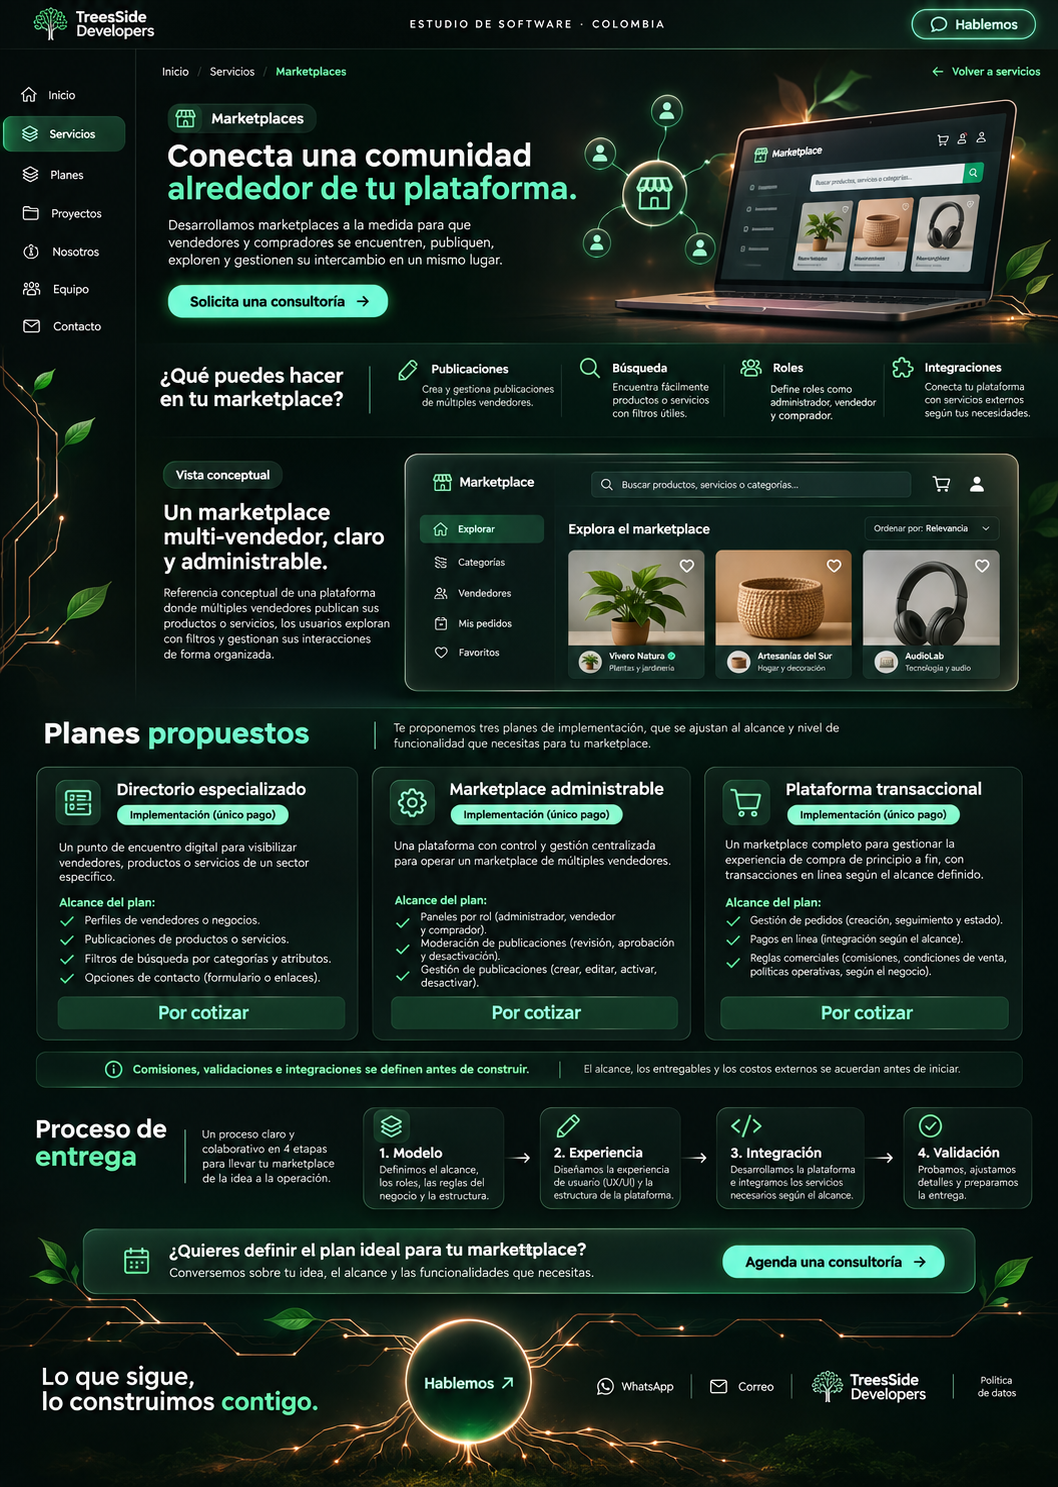 TreesSide
Developers
ESTUDIO DE SOFTWARE · COLOMBIA
Hablemos
Inicio / Servicios / Marketplaces
Volver a servicios
Inicio
Servicios
Planes
Proyectos
Nosotros
Equipo
Contacto
Marketplaces
Conecta una comunidad
alrededor de tu plataforma.
Desarrollamos marketplaces a la medida para que
vendedores y compradores se encuentren, publiquen,
exploren y gestionen su intercambio en un mismo lugar.
Solicita una consultoría
Marketplace
Buscar productos, servicios o categorías...
¿Qué puedes hacer
en tu marketplace?
Publicaciones
Crea y gestiona publicaciones
de múltiples vendedores.
Búsqueda
Encuentra fácilmente
productos o servicios
con filtros útiles.
Roles
Define roles como
administrador, vendedor
y comprador.
Integraciones
Conecta tu plataforma
con servicios externos
según tus necesidades.
Vista conceptual
Un marketplace
multi-vendedor, claro
y administrable.
Referencia conceptual de una plataforma
donde múltiples vendedores publican sus
productos o servicios, los usuarios exploran
con filtros y gestionan sus interacciones
de forma organizada.
Marketplace
Buscar productos, servicios o categorías...
Explorar
Categorías
Vendedores
Mis pedidos
Favoritos
Explora el marketplace
Ordenar por: Relevancia
Vivero Natura
Plantas y jardinería
Artesanías del Sur
Hogar y decoración
AudioLab
Tecnología y audio
Planes propuestos
Te proponemos tres planes de implementación, que se ajustan al alcance y nivel de
funcionalidad que necesitas para tu marketplace.
Directorio especializado
Implementación (único pago)
Un punto de encuentro digital para visibilizar
vendedores, productos o servicios de un sector
específico.
Alcance del plan:
Perfiles de vendedores o negocios.
Publicaciones de productos o servicios.
Filtros de búsqueda por categorías y atributos.
Opciones de contacto (formulario o enlaces).
Por cotizar
Marketplace administrable
Implementación (único pago)
Una plataforma con control y gestión centralizada
para operar un marketplace de múltiples vendedores.
Alcance del plan:
Paneles por rol (administrador, vendedor
y comprador).
Moderación de publicaciones (revisión, aprobación
y desactivación).
Gestión de publicaciones (crear, editar, activar,
desactivar).
Por cotizar
Plataforma transaccional
Implementación (único pago)
Un marketplace completo para gestionar la
experiencia de compra de principio a fin, con
transacciones en línea según el alcance definido.
Alcance del plan:
Gestión de pedidos (creación, seguimiento y estado).
Pagos en línea (integración según el alcance).
Reglas comerciales (comisiones, condiciones de venta,
políticas operativas, según el negocio).
Por cotizar
Comisiones, validaciones e integraciones se definen antes de construir.
El alcance, los entregables y los costos externos se acuerdan antes de iniciar.
Proceso de
entrega
Un proceso claro y
colaborativo en 4 etapas
para llevar tu marketplace
de la idea a la operación.
1. Modelo
Definimos el alcance,
los roles, las reglas del
negocio y la estructura.
2. Experiencia
Diseñamos la experiencia
de usuario (UX/UI) y la
estructura de la plataforma.
3. Integración
Desarrollamos la plataforma
e integramos los servicios
necesarios según el alcance.
4. Validación
Probamos, ajustamos
detalles y preparamos
la entrega.
¿Quieres definir el plan ideal para tu marketplace?
Conversemos sobre tu idea, el alcance y las funcionalidades que necesitas.
Agenda una consultoría
Lo que sigue,
lo construimos contigo.
Hablemos
WhatsApp
Correo
TreesSide
Developers
Política
de datos